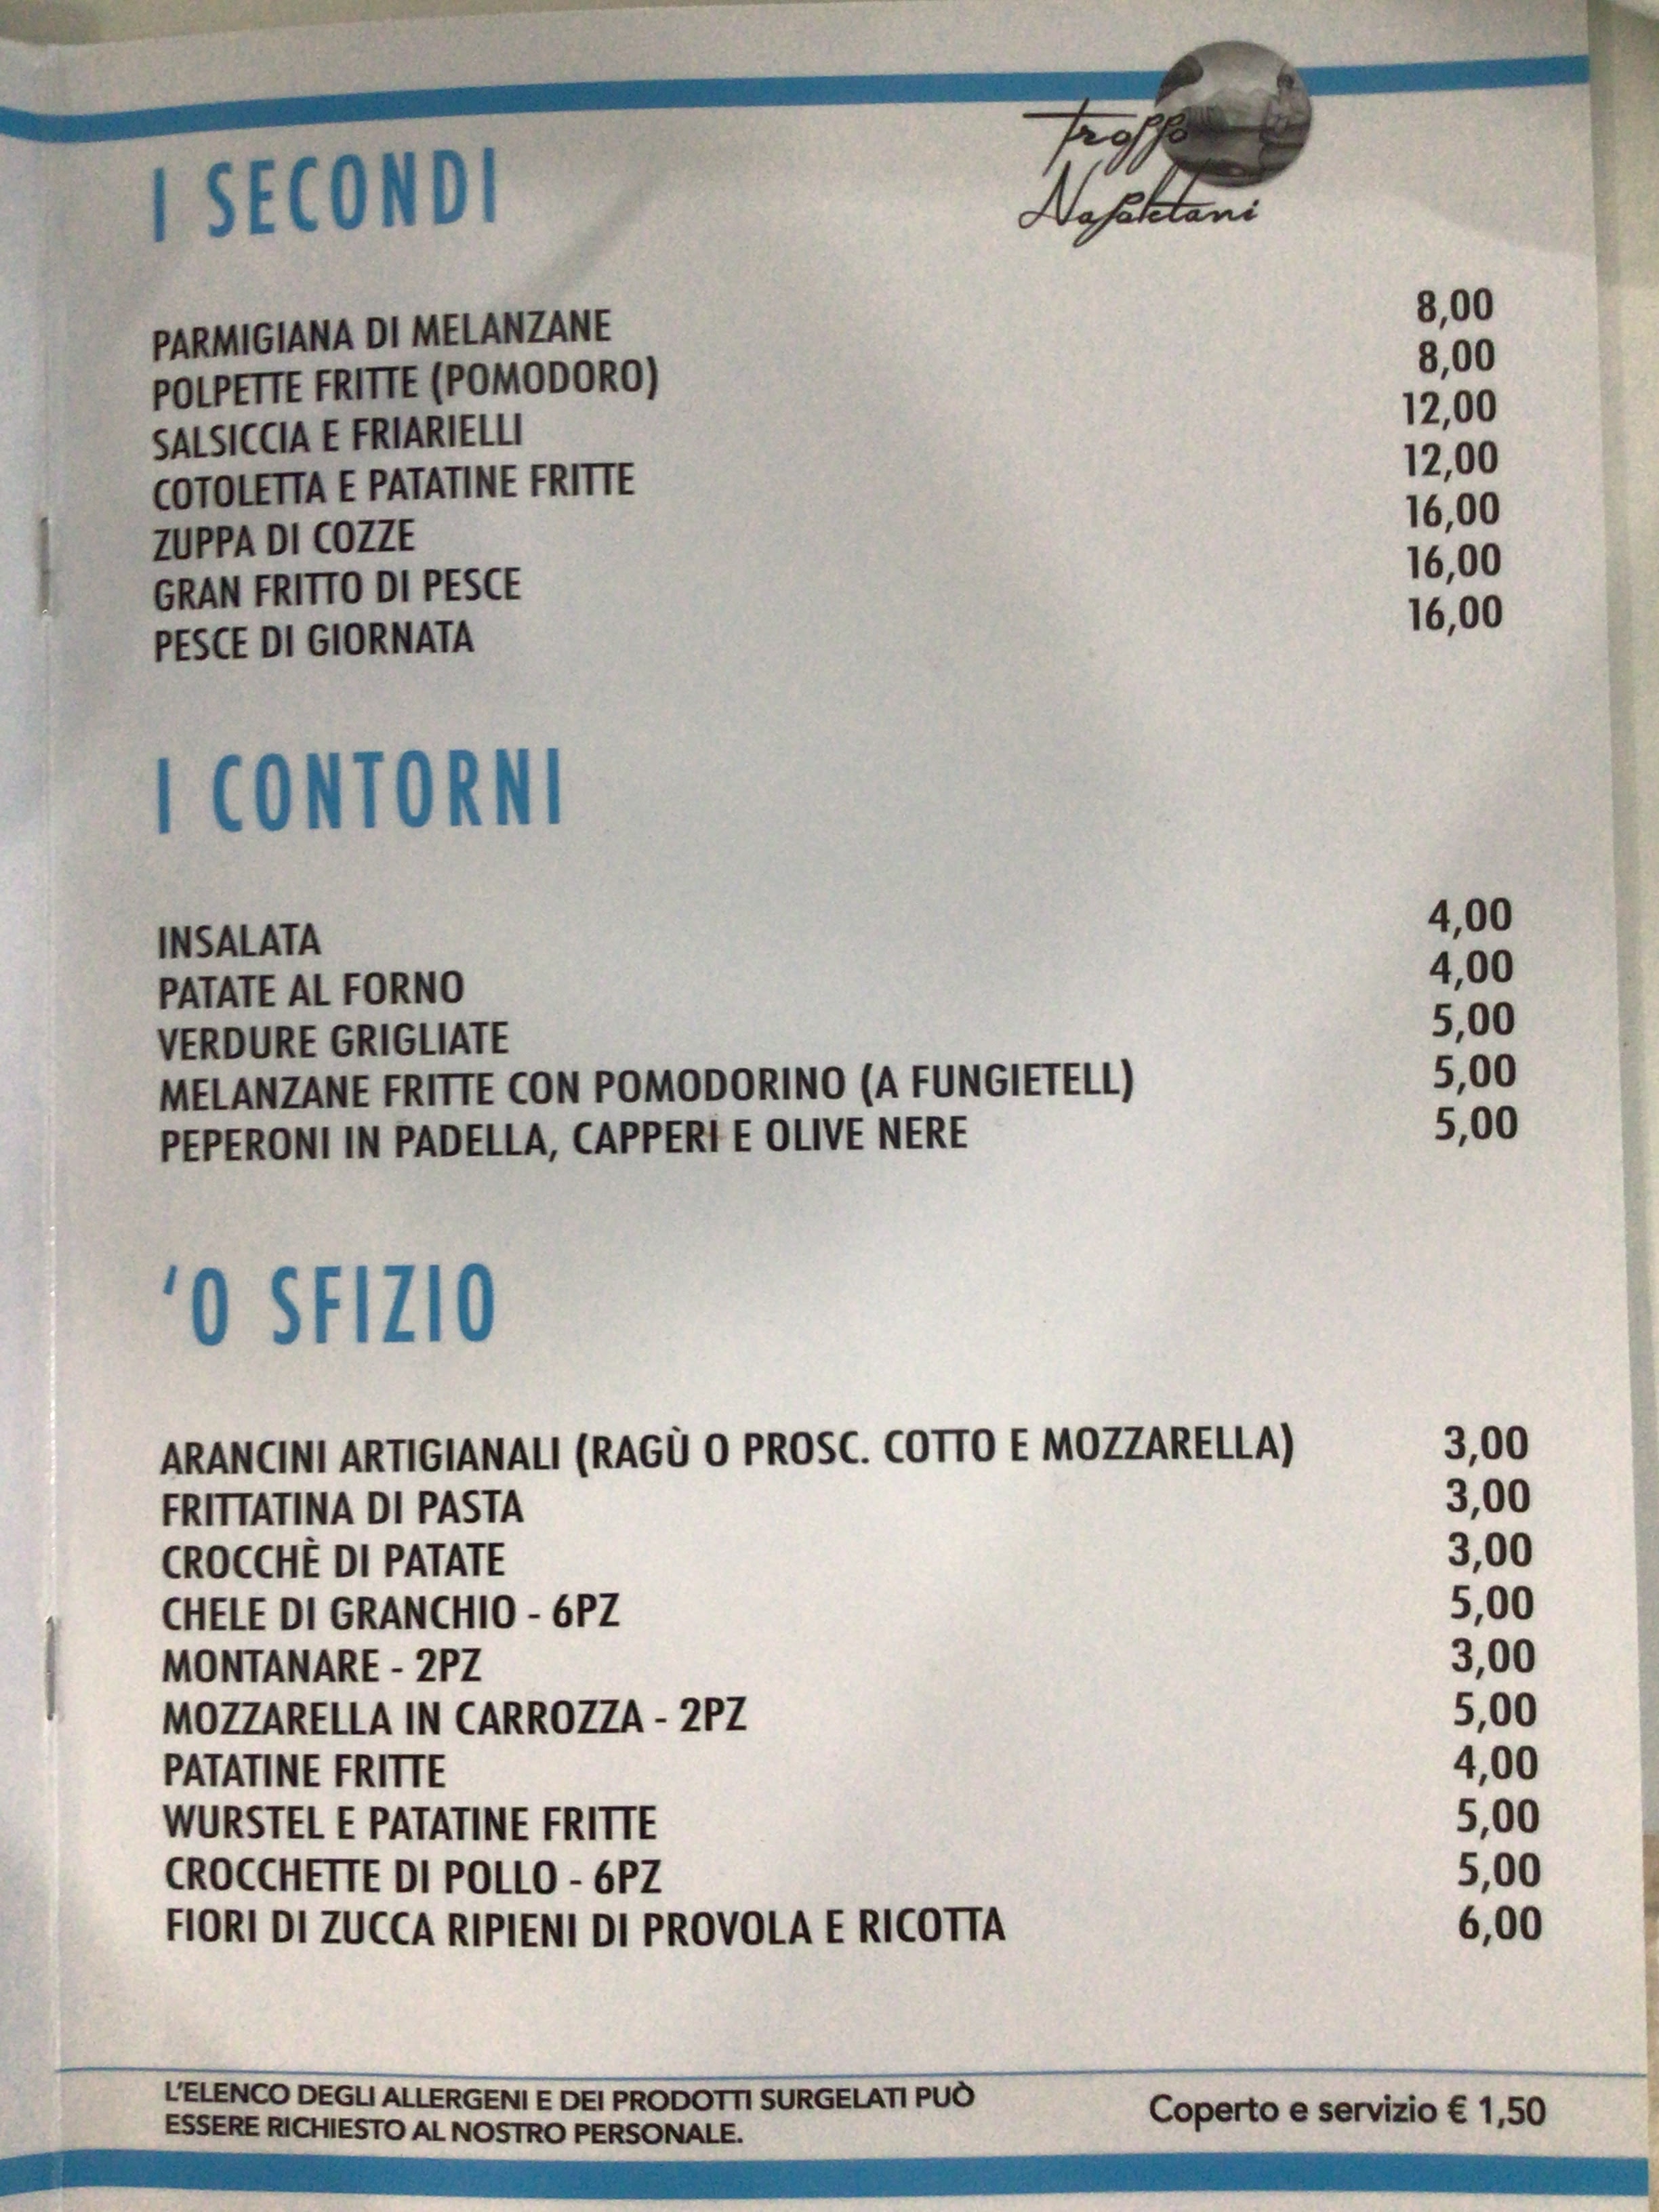 Troppo
Napoletani
I SECONDI
PARMIGIANA DI MELANZANE 8,00
POLPETTE FRITTE (POMODORO) 8,00
SALSICCIA E FRIARIELLI 12,00
COTOLETTA E PATATINE FRITTE 12,00
ZUPPA DI COZZE 16,00
GRAN FRITTO DI PESCE 16,00
PESCE DI GIORNATA 16,00
I CONTORNI
INSALATA 4,00
PATATE AL FORNO 4,00
VERDURE GRIGLIATE 5,00
MELANZANE FRITTE CON POMODORINO (A FUNGIETELL) 5,00
PEPERONI IN PADELLA, CAPPERI E OLIVE NERE 5,00
'O SFIZIO
ARANCINI ARTIGIANALI (RAGÙ O PROSC. COTTO E MOZZARELLA) 3,00
FRITTATINA DI PASTA 3,00
CROCCHÈ DI PATATE 3,00
CHELE DI GRANCHIO - 6PZ 5,00
MONTANARE - 2PZ 3,00
MOZZARELLA IN CARROZZA - 2PZ 5,00
PATATINE FRITTE 4,00
WURSTEL E PATATINE FRITTE 5,00
CROCCHETTE DI POLLO - 6PZ 5,00
FIORI DI ZUCCA RIPIENI DI PROVOLA E RICOTTA 6,00
L'ELENCO DEGLI ALLERGENI E DEI PRODOTTI SURGELATI PUÒ
ESSERE RICHIESTO AL NOSTRO PERSONALE.
Coperto e servizio € 1,50